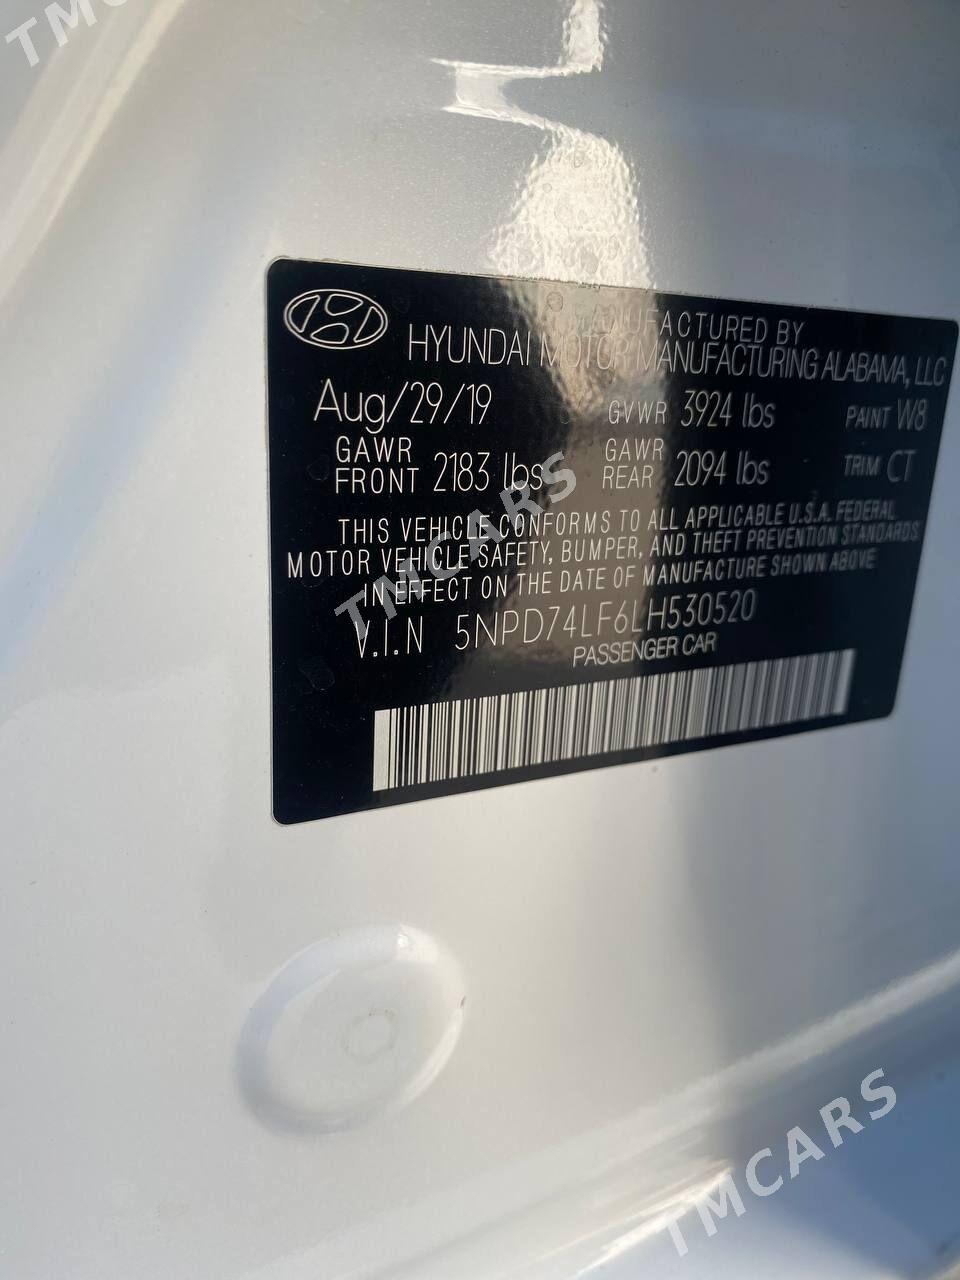 TMCARS
MANUFACTURED BY
HYUNDAI MOTOR MANUFACTURING ALABAMA, LLC
Aug/29/19 GVWR 3924 lbs PAINT W8
GAWR FRONT 2183 lbs GAWR REAR 2094 lbs TRIM CT
THIS VEHICLE CONFORMS TO ALL APPLICABLE U.S.A. FEDERAL
MOTOR VEHICLE SAFETY, BUMPER, AND THEFT PREVENTION STANDARDS
IN EFFECT ON THE DATE OF MANUFACTURE SHOWN ABOVE
V.I.N 5NPD74LF6LH530520
PASSENGER CAR
TMCARS
TMCARS